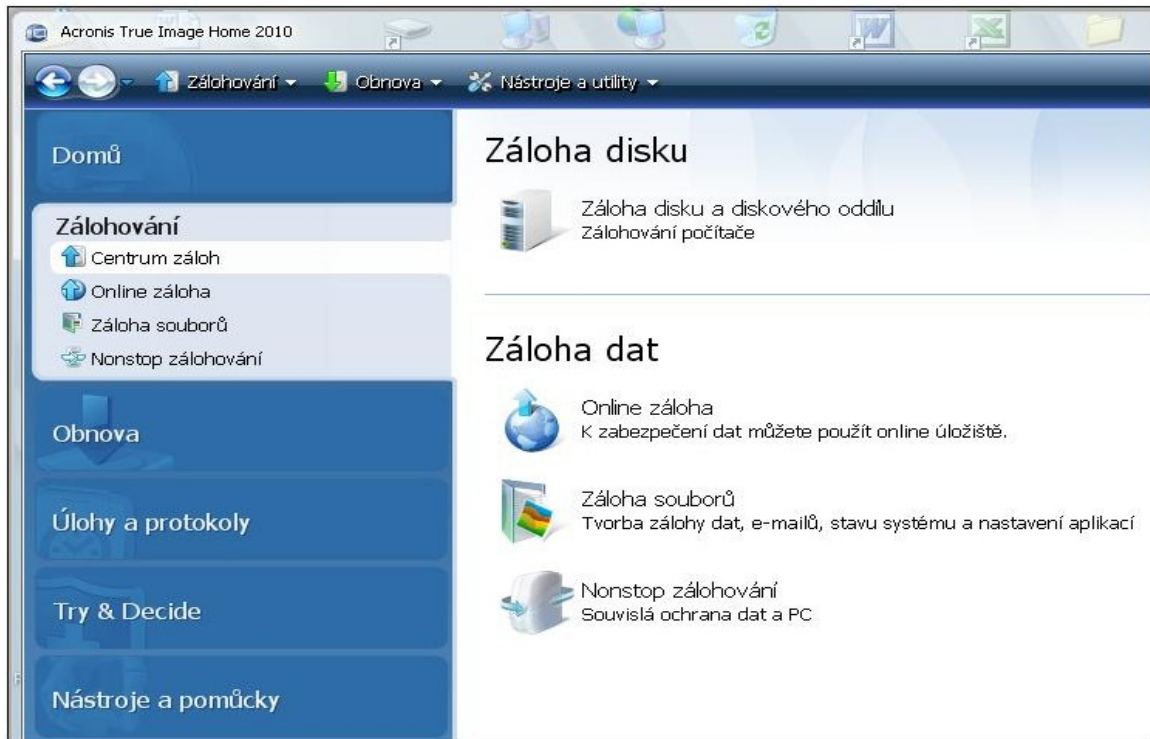 Acronis True Image Home 2010
Zálohování
Obnova
Nástroje a utility
Domů
Zálohování
Centrum záloh
Online záloha
Záloha souborů
Nonstop zálohování
Obnova
Úlohy a protokoly
Try & Decide
Nástroje a pomůcky
Záloha disku
Záloha disku a diskového oddílu
Zálohování počítače
Záloha dat
Online záloha
K zabezpečení dat můžete použít online úložiště.
Záloha souborů
Tvorba zálohy dat, e-mailů, stavu systému a nastavení aplikací
Nonstop zálohování
Souvislá ochrana dat a PC